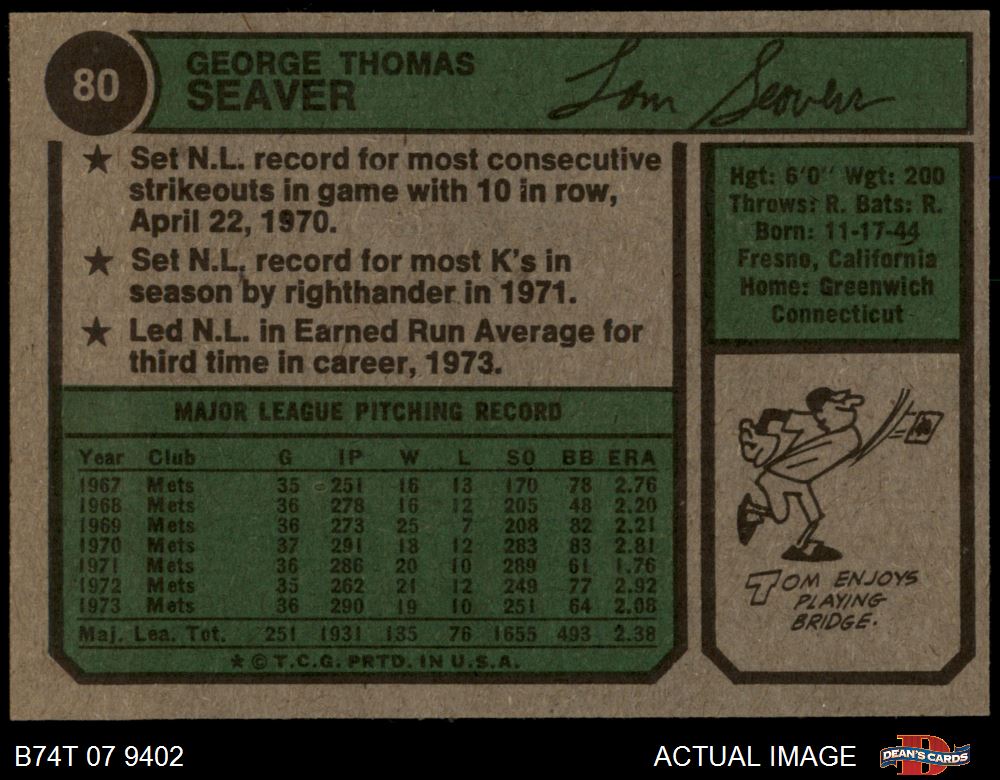 80
GEORGE THOMAS
SEAVER
Tom Seaver
★ Set N.L. record for most consecutive
strikeouts in game with 10 in row,
April 22, 1970.
★ Set N.L. record for most K's in
season by righthander in 1971.
★ Led N.L. in Earned Run Average for
third time in career, 1973.
Hgt: 6'0" Wgt: 200
Throws: R. Bats: R.
Born: 11-17-44
Fresno, California
Home: Greenwich
Connecticut
MAJOR LEAGUE PITCHING RECORD
Year Club G IP W L SO BB ERA
1967 Mets 35 251 16 13 170 78 2.76
1968 Mets 36 278 16 12 205 48 2.20
1969 Mets 36 273 25 7 208 82 2.21
1970 Mets 37 291 18 12 283 83 2.81
1971 Mets 36 286 20 10 289 61 1.76
1972 Mets 35 262 21 12 249 77 2.92
1973 Mets 36 290 19 10 251 64 2.08
Maj. Lea. Tot. 251 1931 135 76 1655 493 2.38
★ © T.C.G. PRTD. IN U.S.A.
TOM ENJOYS
PLAYING
BRIDGE.
B74T 07 9402
ACTUAL IMAGE
DEAN'S CARDS